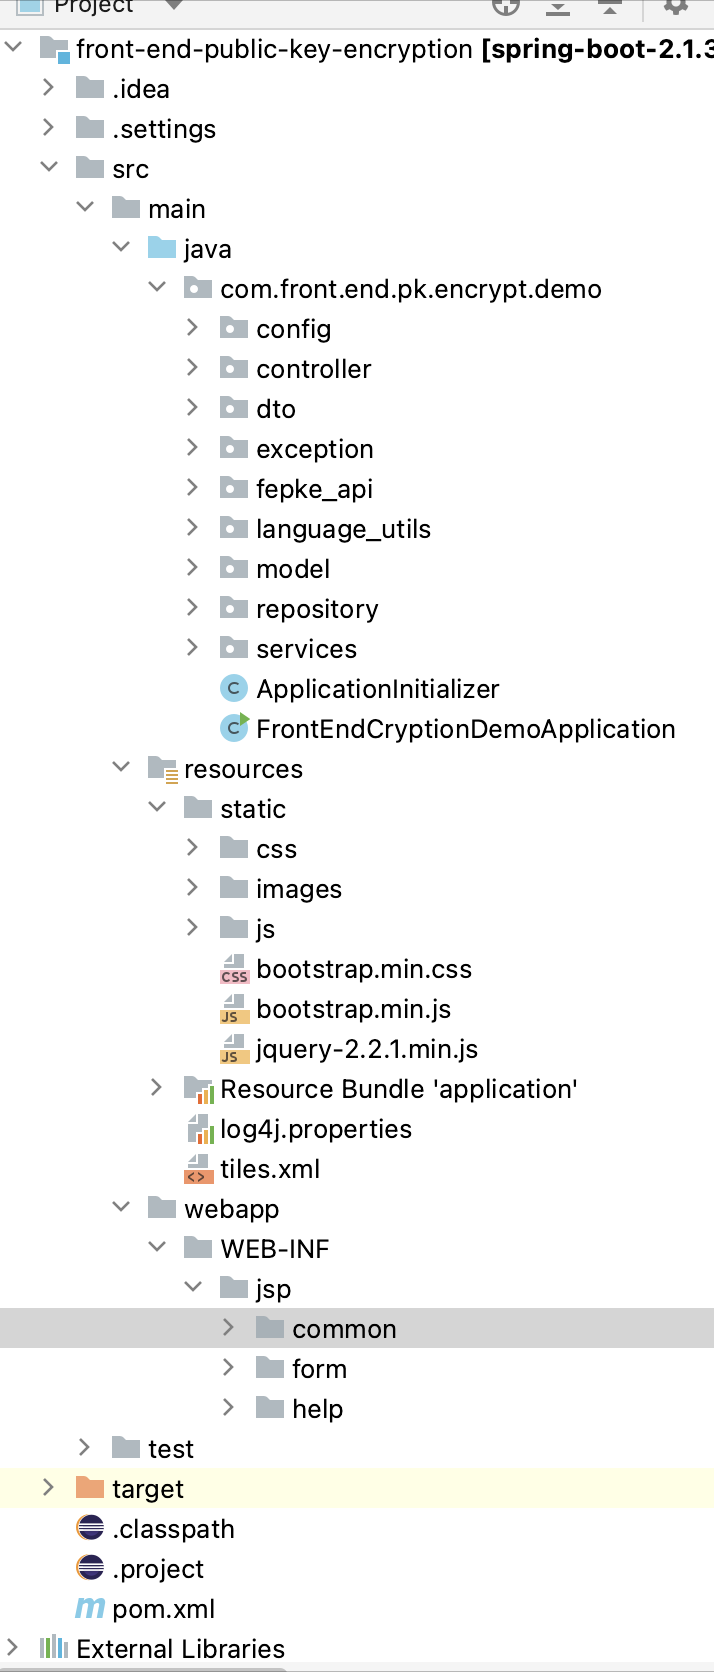 Project
front-end-public-key-encryption [spring-boot-2.1.3
.idea
.settings
src
main
java
com.front.end.pk.encrypt.demo
config
controller
dto
exception
fepke_api
language_utils
model
repository
services
C ApplicationInitializer
C FrontEndCryptionDemoApplication
resources
static
css
images
js
CSS bootstrap.min.css
JS bootstrap.min.js
JS jquery-2.2.1.min.js
Resource Bundle 'application'
log4j.properties
<> tiles.xml
webapp
WEB-INF
jsp
common
form
help
test
target
.classpath
.project
m pom.xml
External Libraries